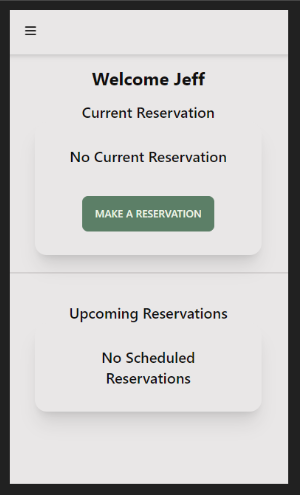 Welcome Jeff
Current Reservation
No Current Reservation
MAKE A RESERVATION
Upcoming Reservations
No Scheduled
Reservations